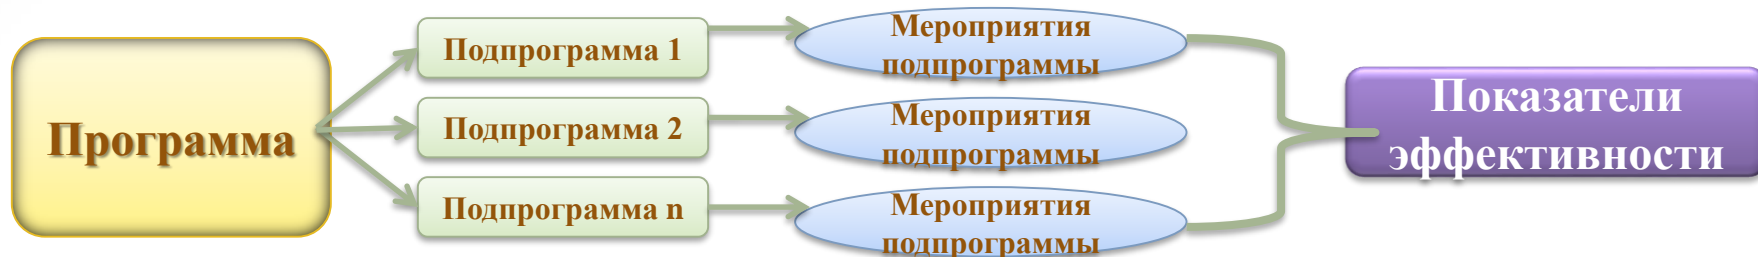 Программа
Подпрограмма 1
Подпрограмма 2
Подпрограмма n
Мероприятия
подпрограммы
Мероприятия
подпрограммы
Мероприятия
подпрограммы
Показатели
эффективности